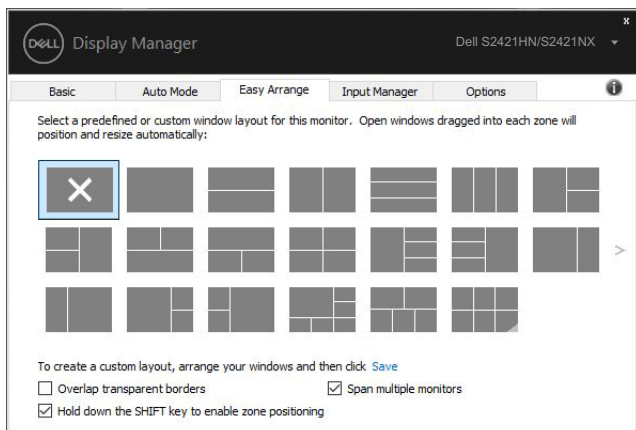 x
DELL Display Manager Dell S2421HN/S2421NX
Basic Auto Mode Easy Arrange Input Manager Options i
Select a predefined or custom window layout for this monitor. Open windows dragged into each zone will
position and resize automatically:
>
To create a custom layout, arrange your windows and then click Save
Overlap transparent borders Span multiple monitors
Hold down the SHIFT key to enable zone positioning